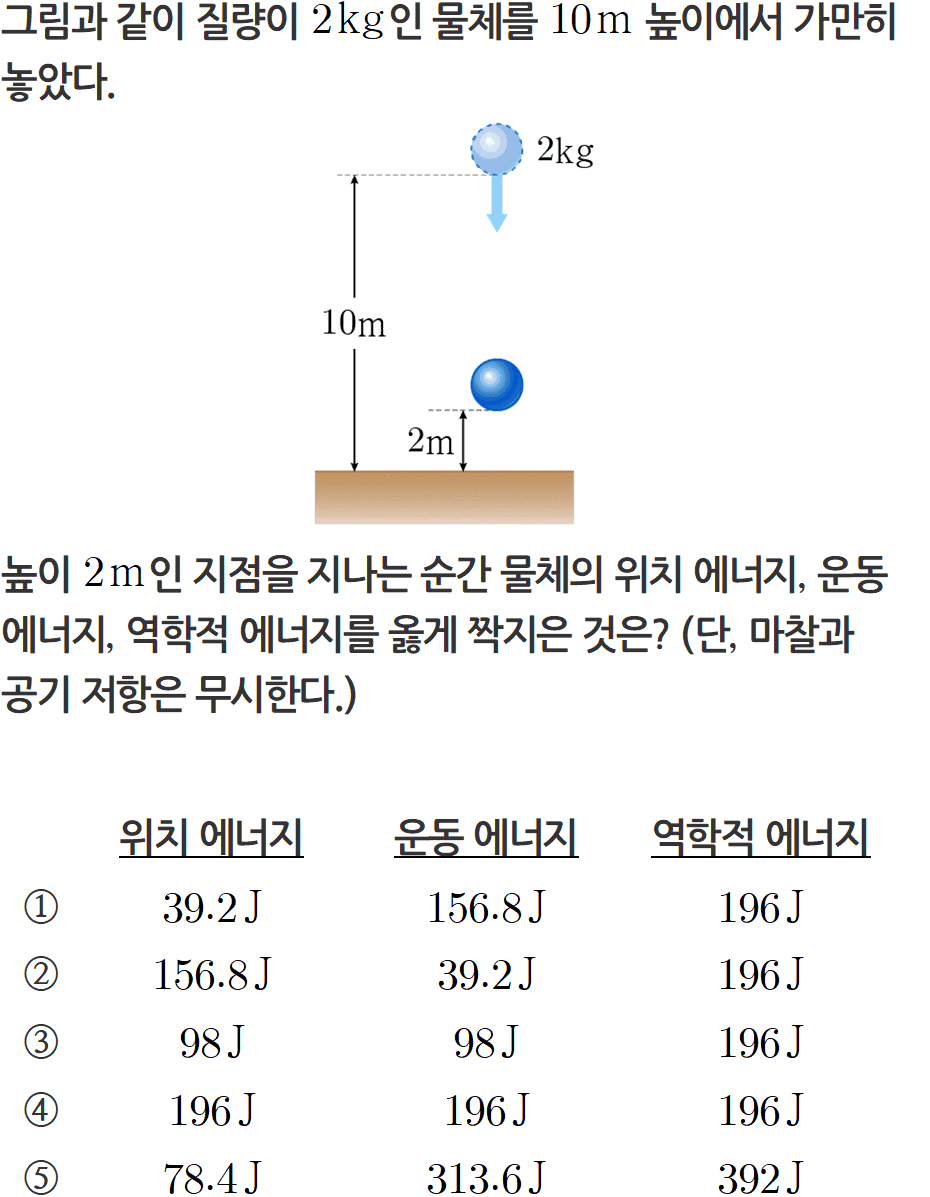 그림과 같이 질량이 2kg인 물체를 10m 높이에서 가만히
놓았다.
2kg
10m
2m
높이 2m인 지점을 지나는 순간 물체의 위치 에너지, 운동
에너지, 역학적 에너지를 옳게 짝지은 것은? (단, 마찰과
공기 저항은 무시한다.)
위치 에너지 운동 에너지 역학적 에너지
① 39.2J 156.8J 196J
② 156.8J 39.2J 196J
③ 98J 98J 196J
④ 196J 196J 196J
⑤ 78.4J 313.6J 392J